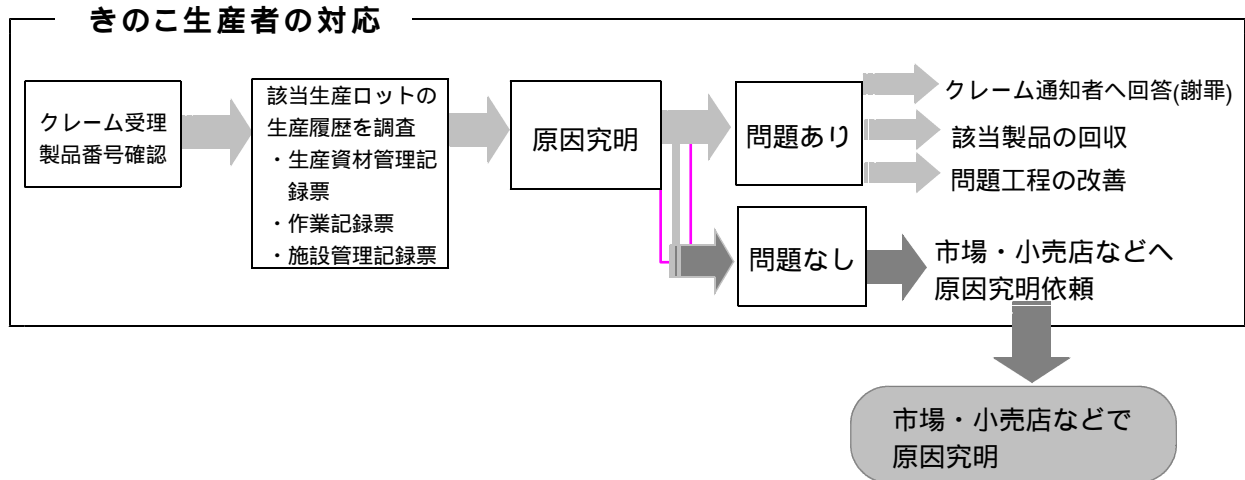 きのこ生産者の対応
クレーム受理
製品番号確認
該当生産ロットの
生産履歴を調査
・生産資材管理記
録票
・作業記録票
・施設管理記録票
原因究明
問題あり
クレーム通知者へ回答(謝罪)
該当製品の回収
問題工程の改善
問題なし
市場・小売店などへ
原因究明依頼
市場・小売店などで
原因究明